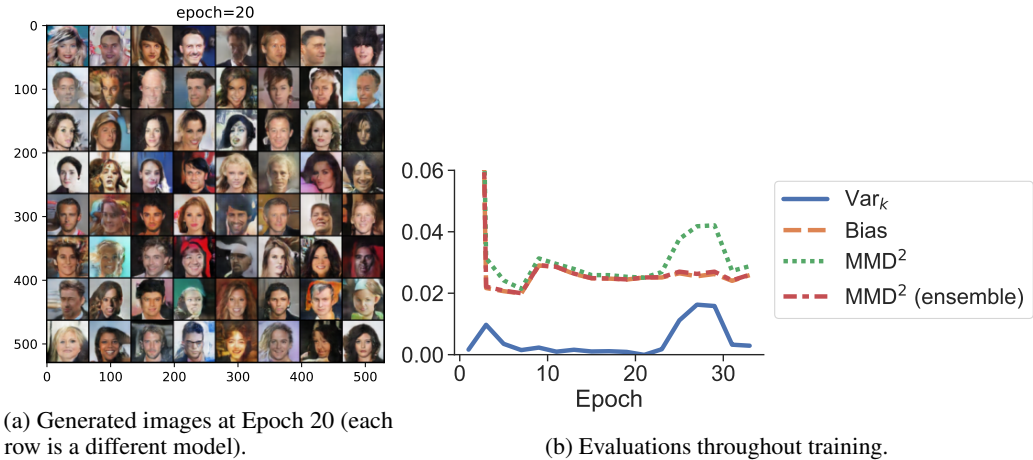 epoch=20
0
100
200
300
400
500
0 100 200 300 400 500
(a) Generated images at Epoch 20 (each
row is a different model).
0.06
0.04
0.02
0.00
0 10 20 30
Epoch
Var_k
Bias
MMD²
MMD² (ensemble)
(b) Evaluations throughout training.